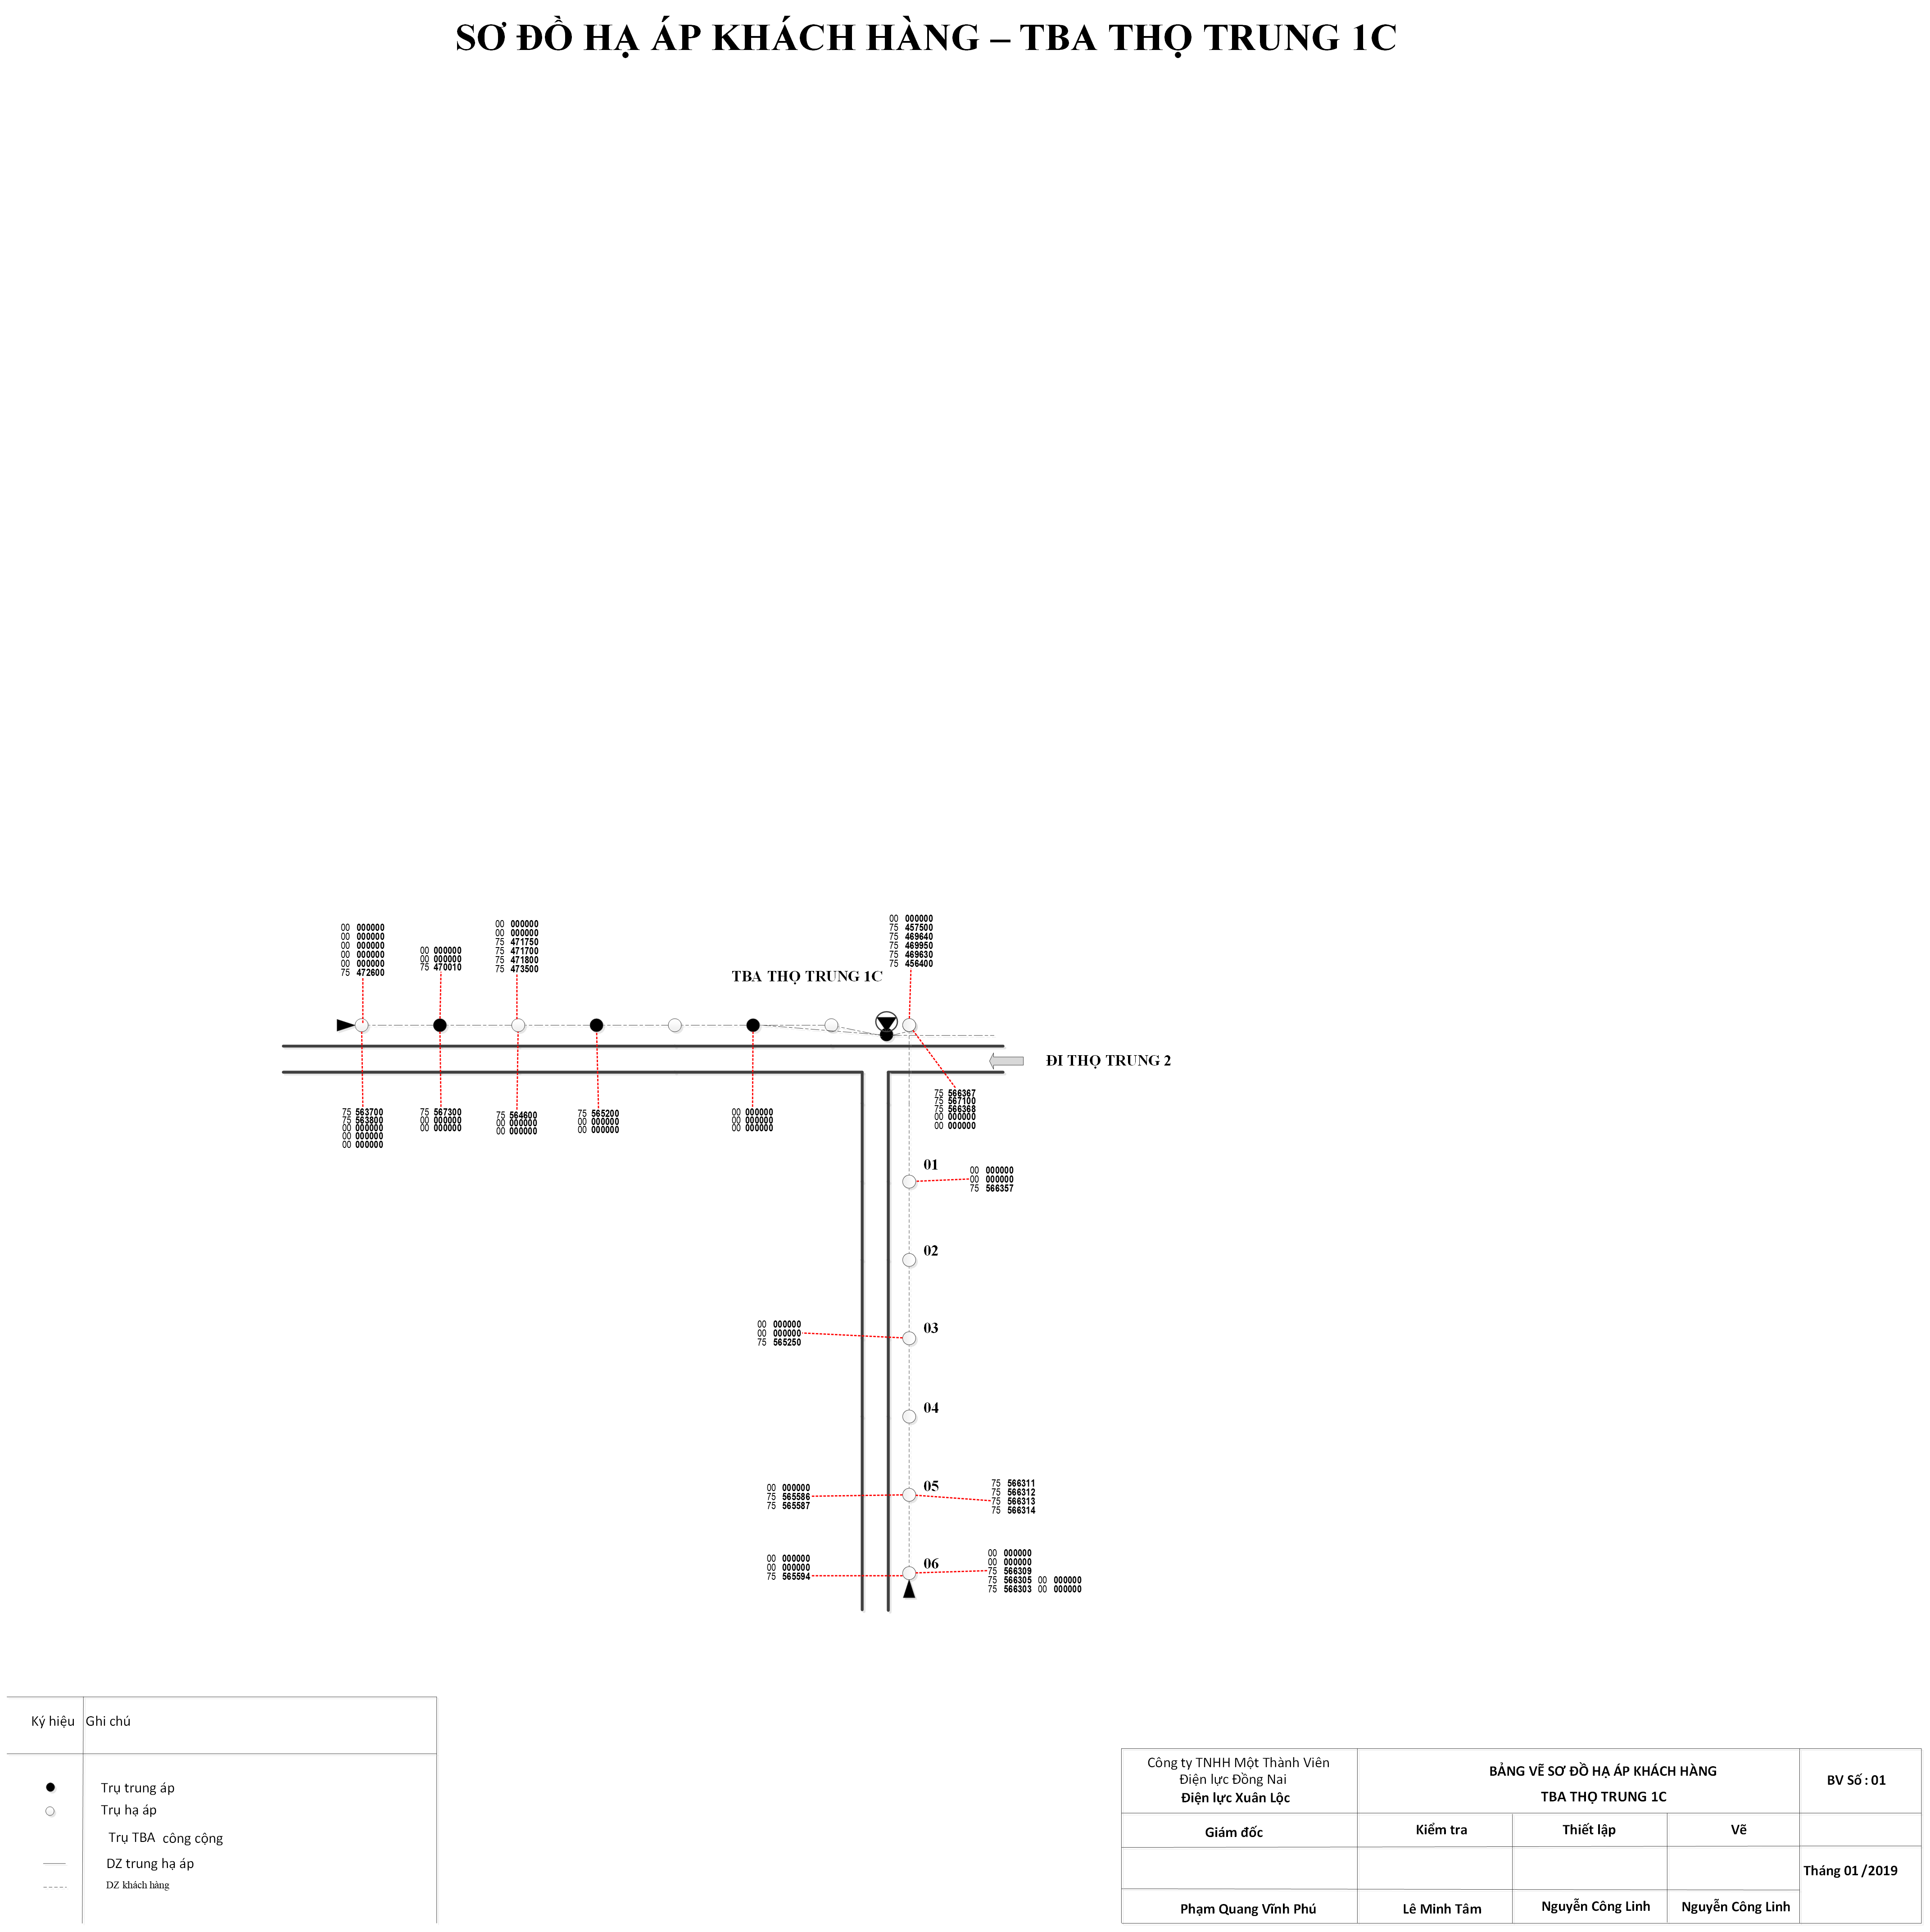 SƠ ĐỒ HẠ ÁP KHÁCH HÀNG – TBA THỌ TRUNG 1C
00 000000
00 000000
00 000000
00 000000
00 000000
75 472600
00 000000
00 000000
75 470010
00 000000
00 000000
75 471750
75 471700
75 471800
75 473500
00 000000
75 457500
75 469640
75 469950
75 469630
75 456400
TBA THỌ TRUNG 1C
ĐI THỌ TRUNG 2
75 563700
75 563800
00 000000
00 000000
00 000000
75 567300
00 000000
00 000000
75 564600
00 000000
00 000000
75 565200
00 000000
00 000000
00 000000
00 000000
00 000000
75 566367
75 567100
75 566368
00 000000
00 000000
01
00 000000
00 000000
75 566357
02
03
00 000000
00 000000
75 565250
04
05
00 000000
75 565586
75 565587
75 566311
75 566312
75 566313
75 566314
06
00 000000
00 000000
75 565594
00 000000
00 000000
75 566309
75 566305 00 000000
75 566303 00 000000
Ký hiệu Ghi chú
Trụ trung áp
Trụ hạ áp
Trụ TBA công cộng
DZ trung hạ áp
DZ khách hàng
Công ty TNHH Một Thành Viên
Điện lực Đồng Nai
Điện lực Xuân Lộc
BẢNG VẼ SƠ ĐỒ HẠ ÁP KHÁCH HÀNG
TBA THỌ TRUNG 1C
BV Số : 01
Giám đốc
Kiểm tra
Thiết lập
Vẽ
Tháng 01 /2019
Phạm Quang Vĩnh Phú
Lê Minh Tâm
Nguyễn Công Linh
Nguyễn Công Linh